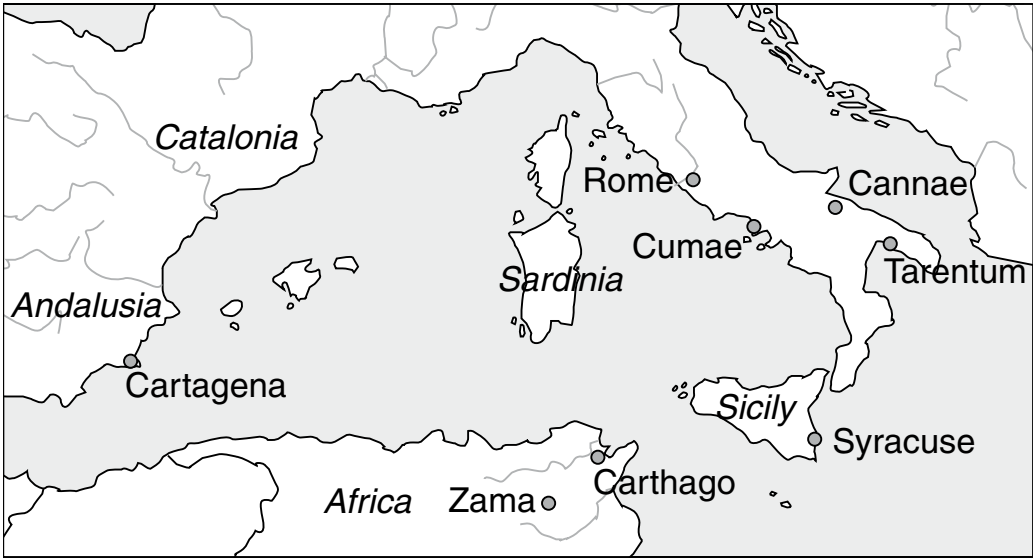 Catalonia
Rome
Cannae
Cumae
Tarentum
Sardinia
Andalusia
Cartagena
Sicily
Syracuse
Carthago
Africa
Zama